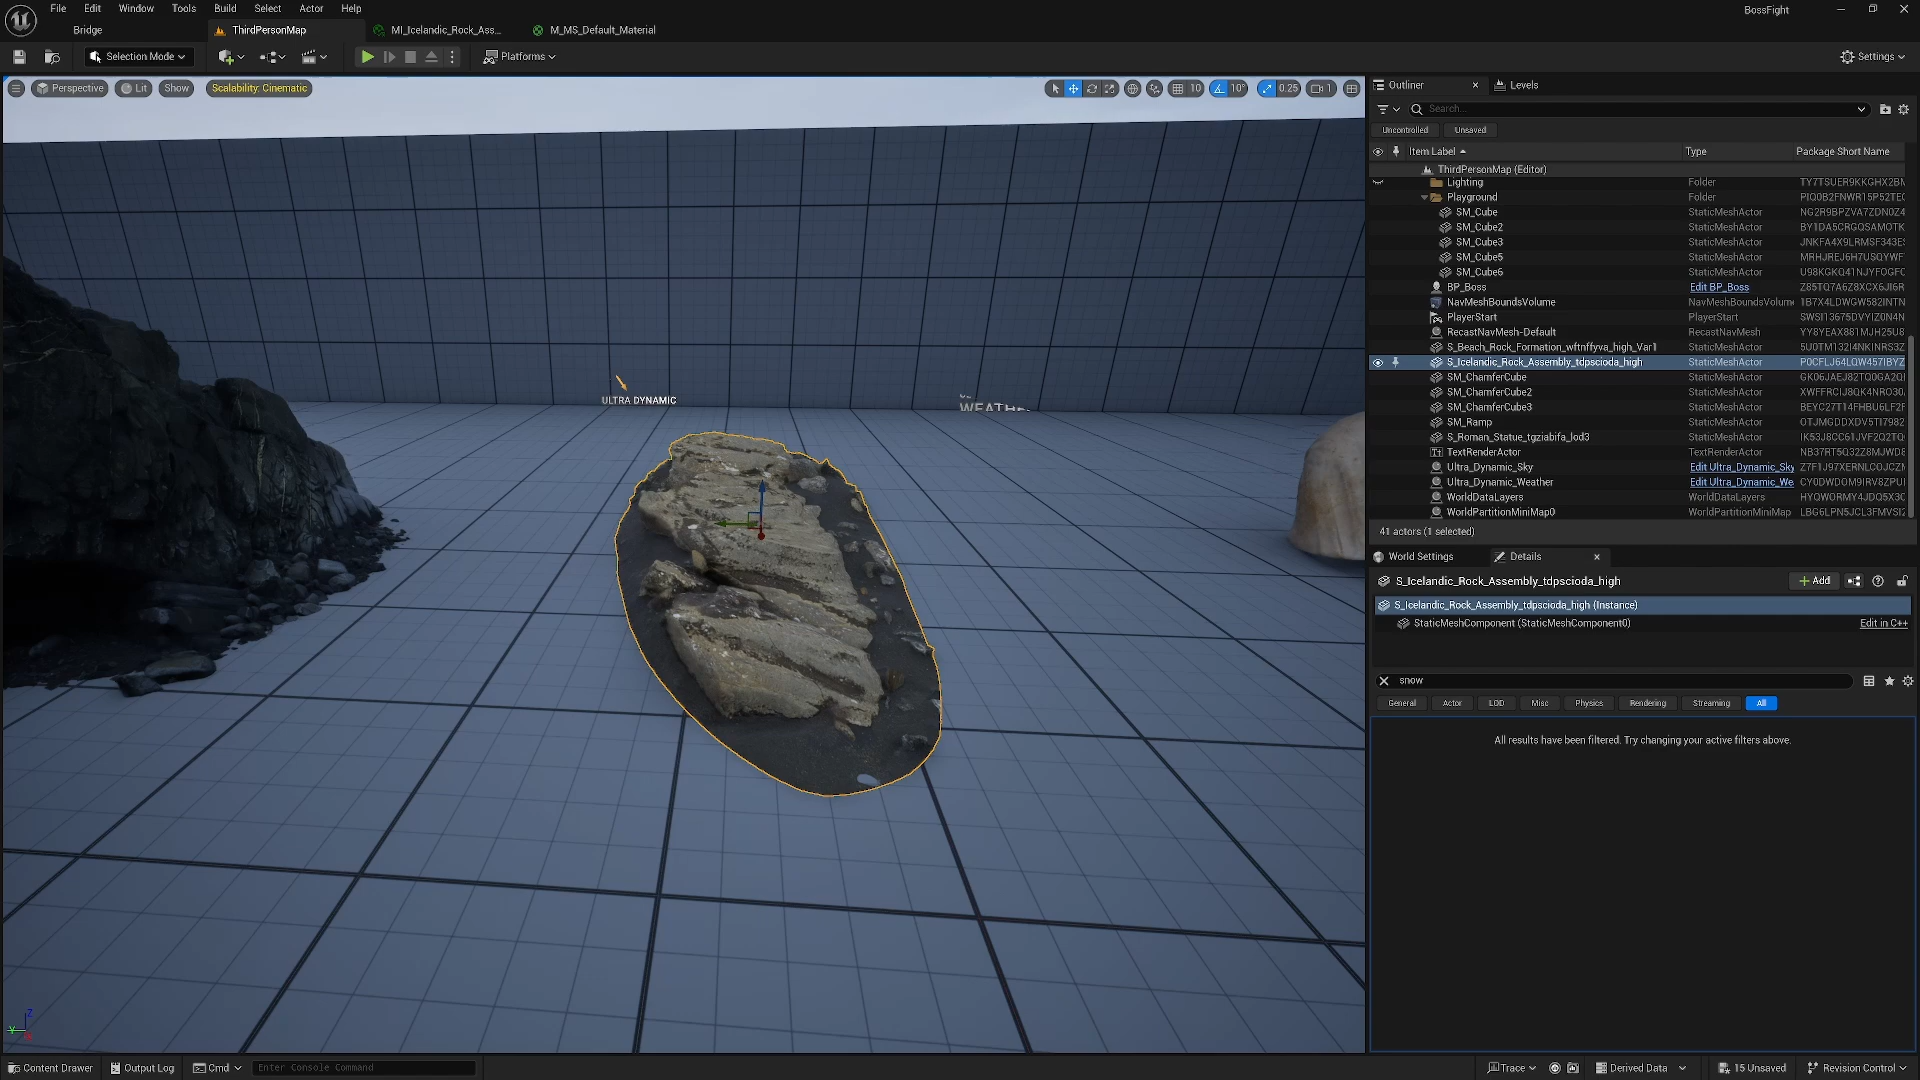 File Edit Window Tools Build Select Actor Help
BossFight
Bridge
ThirdPersonMap
MI_Icelandic_Rock_Ass...
M_MS_Default_Material
Selection Mode
Platforms
Settings
Perspective
Lit
Show
Scalability: Cinematic
10
10°
0.25
1
ULTRA DYNAMIC
Outliner
Levels
Search...
Uncontrolled
Unsaved
Item Label
Type
Package Short Name
ThirdPersonMap (Editor)
Lighting Folder
Playground Folder
SM_Cube StaticMeshActor
SM_Cube2 StaticMeshActor
SM_Cube3 StaticMeshActor
SM_Cube5 StaticMeshActor
SM_Cube6 StaticMeshActor
BP_Boss Edit BP_Boss
NavMeshBoundsVolume NavMeshBoundsVolume
PlayerStart PlayerStart
RecastNavMesh-Default RecastNavMesh
S_Beach_Rock_Formation_wftnffyva_high_Var1 StaticMeshActor
S_Icelandic_Rock_Assembly_tdpscioda_high StaticMeshActor
SM_ChamferCube StaticMeshActor
SM_ChamferCube2 StaticMeshActor
SM_ChamferCube3 StaticMeshActor
SM_Ramp StaticMeshActor
S_Roman_Statue_tgziabifa_lod3 StaticMeshActor
TextRenderActor TextRenderActor
Ultra_Dynamic_Sky Edit Ultra_Dynamic_Sky
Ultra_Dynamic_Weather Edit Ultra_Dynamic_We
WorldDataLayers WorldDataLayers
WorldPartitionMiniMap0 WorldPartitionMiniMap
41 actors (1 selected)
World Settings
Details
S_Icelandic_Rock_Assembly_tdpscioda_high
Add
S_Icelandic_Rock_Assembly_tdpscioda_high (Instance)
StaticMeshComponent (StaticMeshComponent0)
Edit in C++
snow
General Actor LOD Misc Physics Rendering Streaming All
All results have been filtered. Try changing your active filters above.
Z
Y
Content Drawer
Output Log
Cmd
Enter Console Command
Trace
Derived Data
15 Unsaved
Revision Control